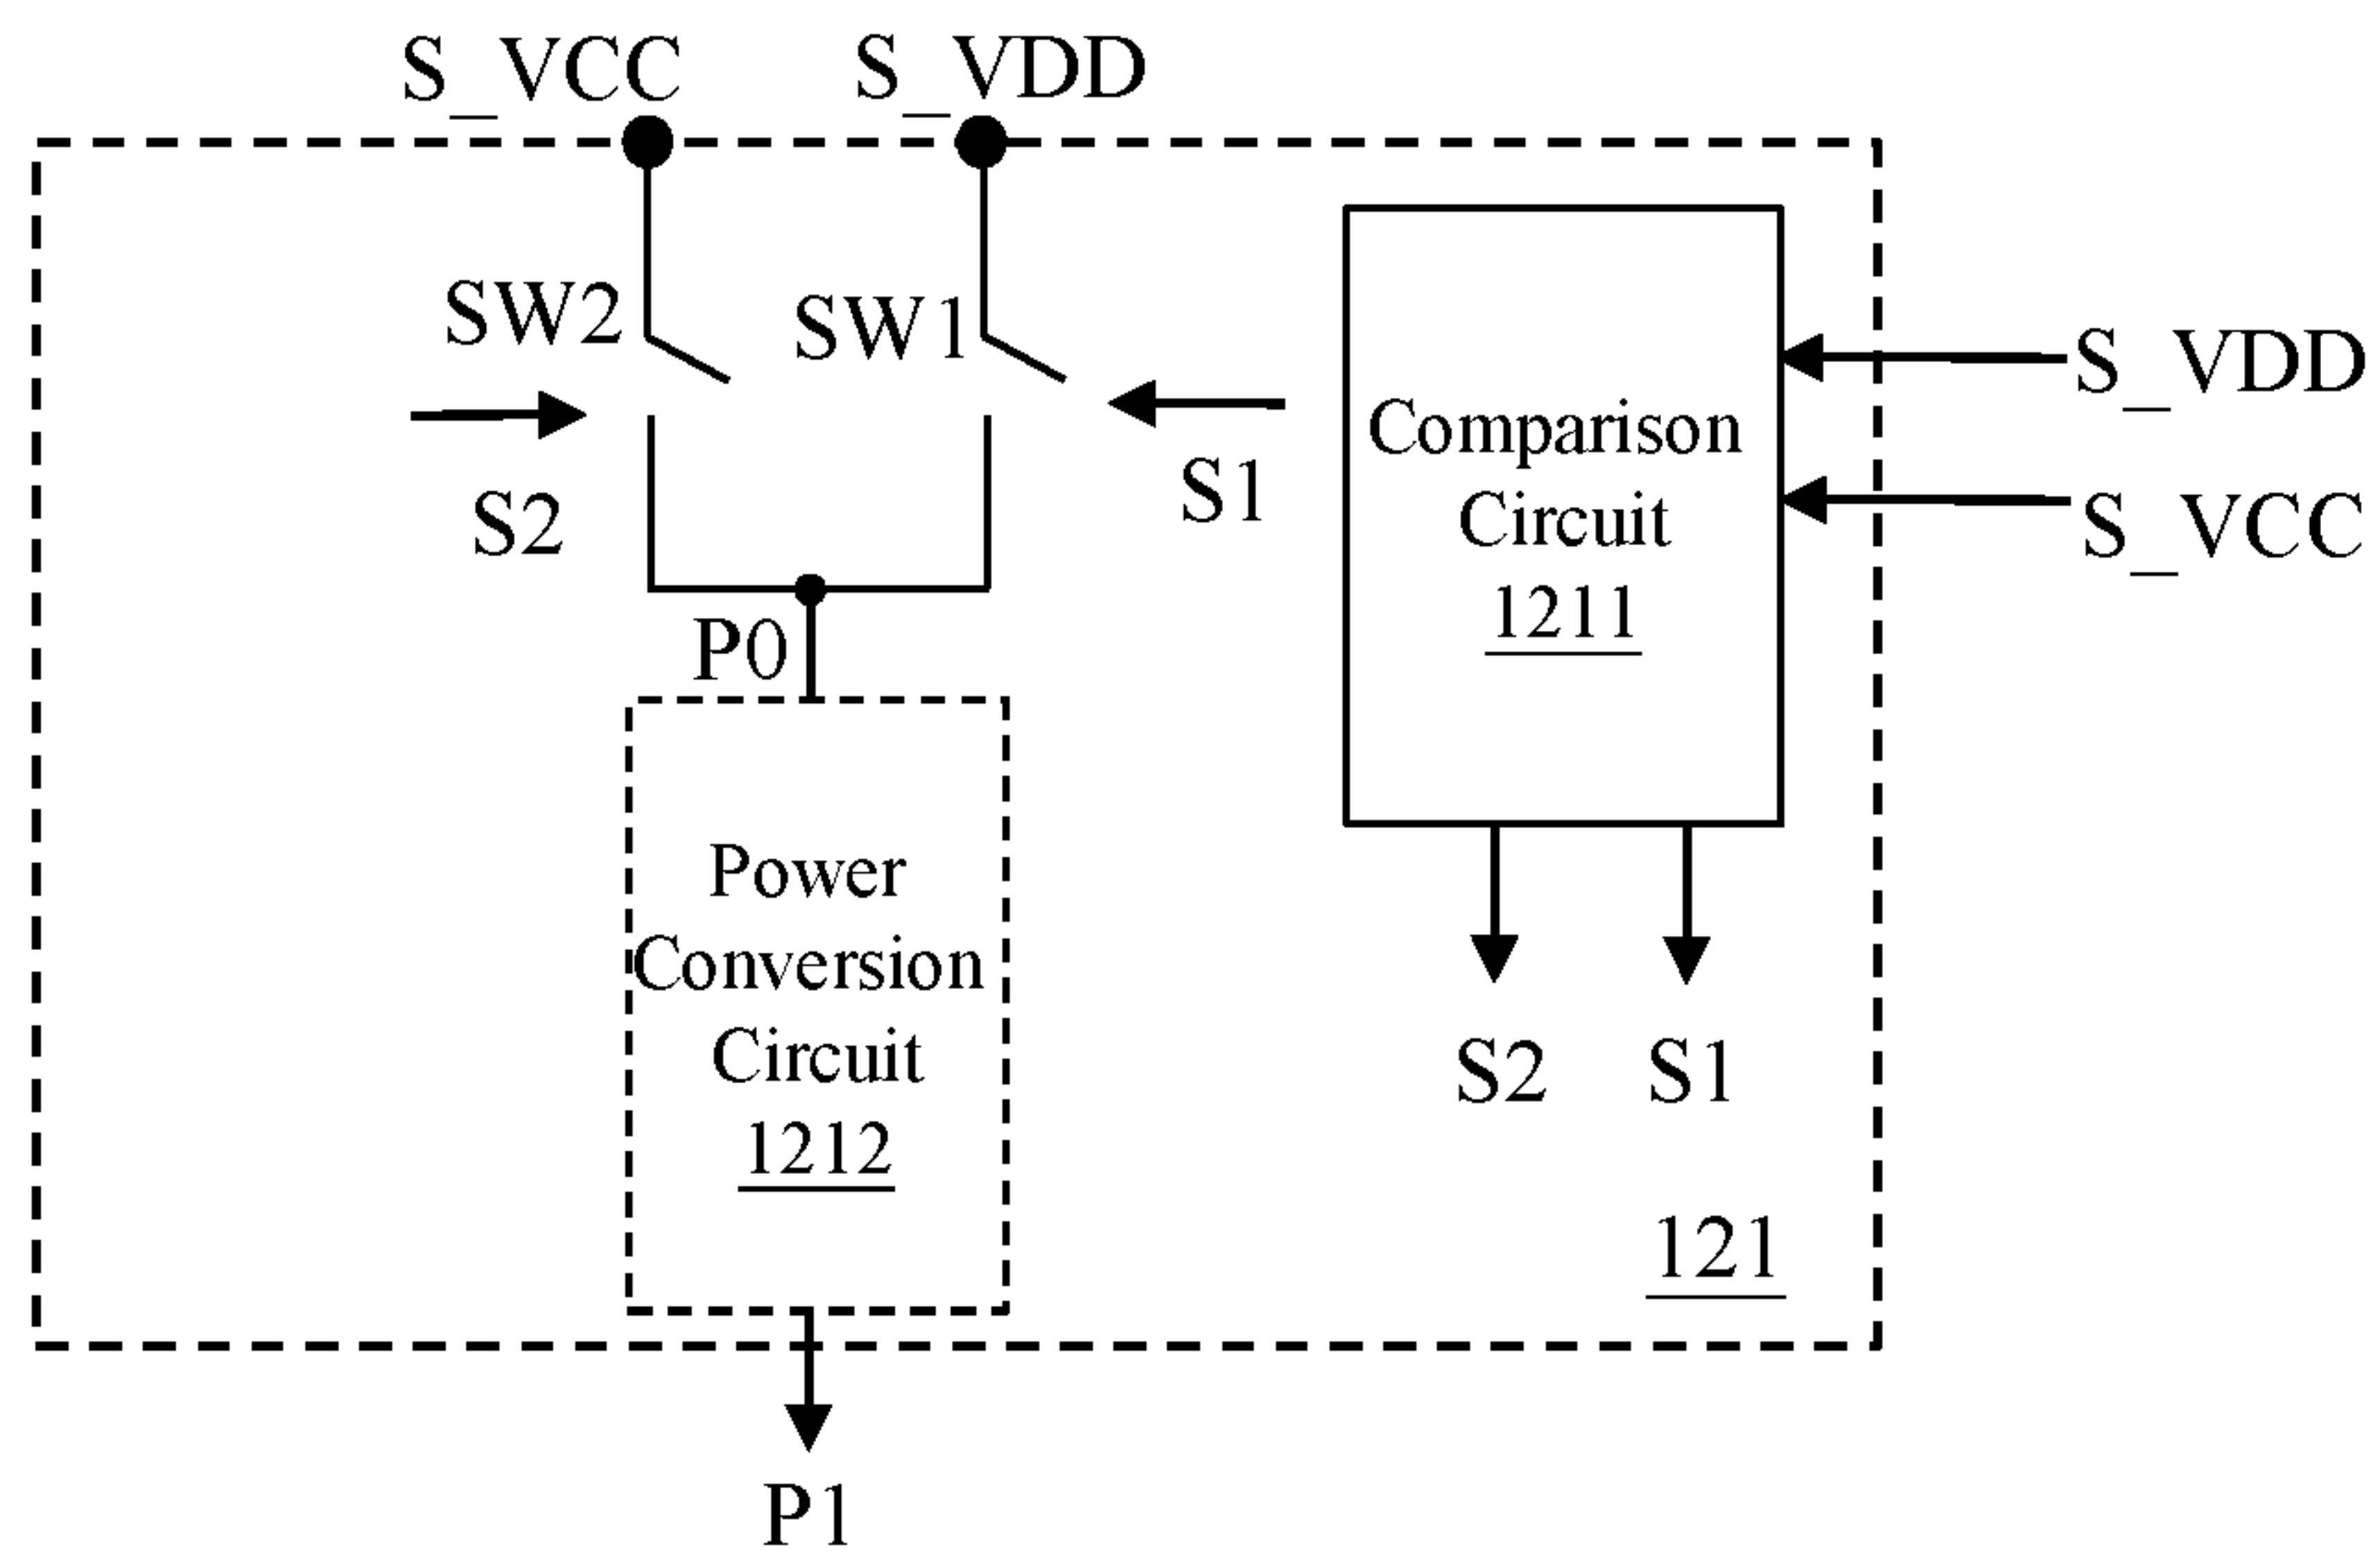 S_VCC
S_VDD
SW2
SW1
S_VDD
Comparison
Circuit
1211
S1
S2
S_VCC
P0
Power
Conversion
Circuit
1212
S2
S1
121
P1